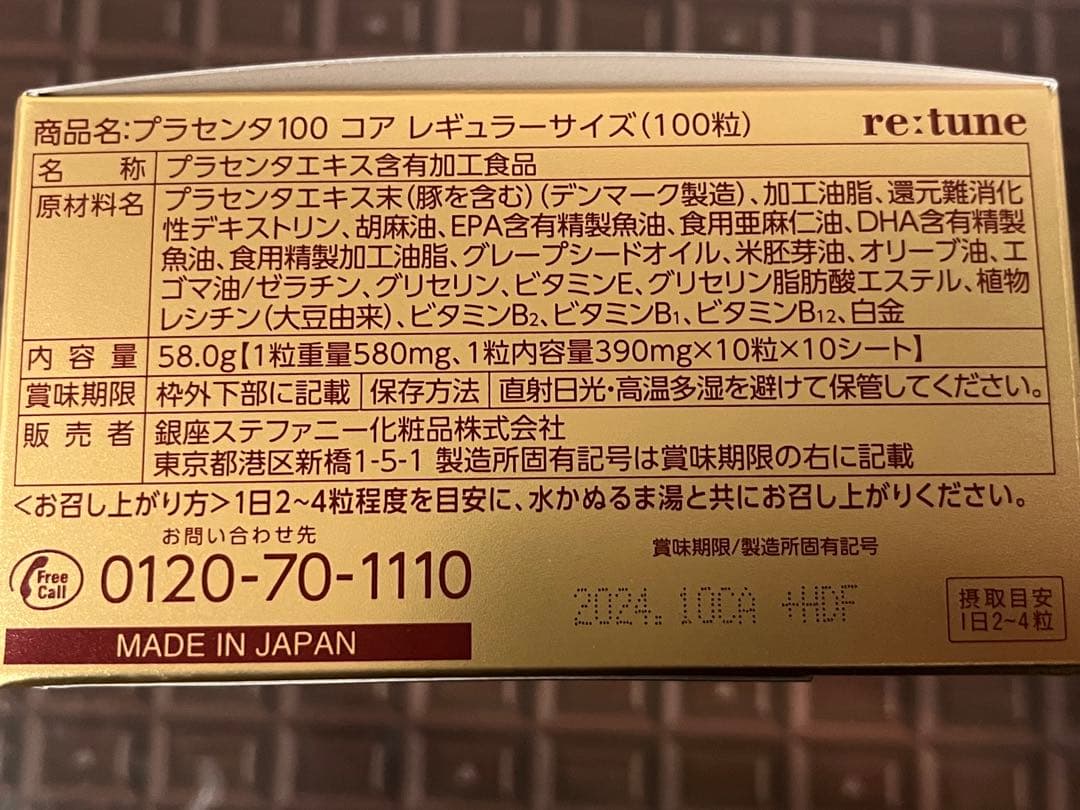 商品名:プラセンタ100 コア レギュラーサイズ(100粒) re:tune
名 称 プラセンタエキス含有加工食品
原材料名 プラセンタエキス末(豚を含む)(デンマーク製造)、加工油脂、還元難消化
性デキストリン、胡麻油、EPA含有精製魚油、食用亜麻仁油、DHA含有精製
魚油、食用精製加工油脂、グレープシードオイル、米胚芽油、オリーブ油、エ
ゴマ油/ゼラチン、グリセリン、ビタミンE、グリセリン脂肪酸エステル、植物
レシチン(大豆由来)、ビタミンB2、ビタミンB1、ビタミンB12、白金
内 容 量 58.0g【1粒重量580mg、1粒内容量390mg×10粒×10シート】
賞味期限 枠外下部に記載 保存方法 直射日光・高温多湿を避けて保管してください。
販 売 者 銀座ステファニー化粧品株式会社
東京都港区新橋1-5-1 製造所固有記号は賞味期限の右に記載
<お召し上がり方>1日2~4粒程度を目安に、水かぬるま湯と共にお召し上がりください。
お問い合わせ先
Free Call 0120-70-1110
賞味期限/製造所固有記号
2024.10CA +HDF
摂取目安
1日2~4粒
MADE IN JAPAN